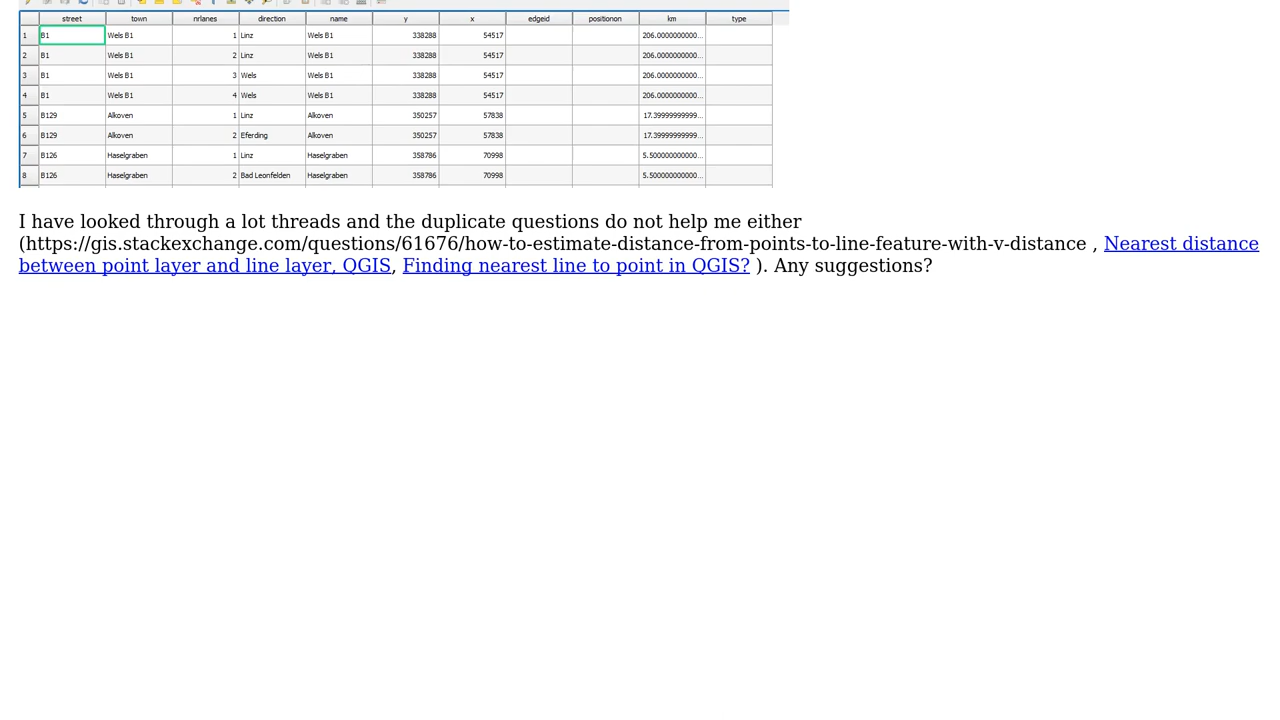 street town nrlanes direction name y x edgeid positionon km type
1 B1 Wels B1 1 Linz Wels B1 338288 54517 206.0000000000...
2 B1 Wels B1 2 Linz Wels B1 338288 54517 206.0000000000...
3 B1 Wels B1 3 Wels Wels B1 338288 54517 206.0000000000...
4 B1 Wels B1 4 Wels Wels B1 338288 54517 206.0000000000...
5 B129 Alkoven 1 Linz Alkoven 350257 57838 17.39999999999...
6 B129 Alkoven 2 Eferding Alkoven 350257 57838 17.39999999999...
7 B126 Haselgraben 1 Linz Haselgraben 358786 70998 5.500000000000...
8 B126 Haselgraben 2 Bad Leonfelden Haselgraben 358786 70998 5.500000000000...
I have looked through a lot threads and the duplicate questions do not help me either
(https://gis.stackexchange.com/questions/61676/how-to-estimate-distance-from-points-to-line-feature-with-v-distance , Nearest distance
between point layer and line layer, QGIS, Finding nearest line to point in QGIS? ). Any suggestions?